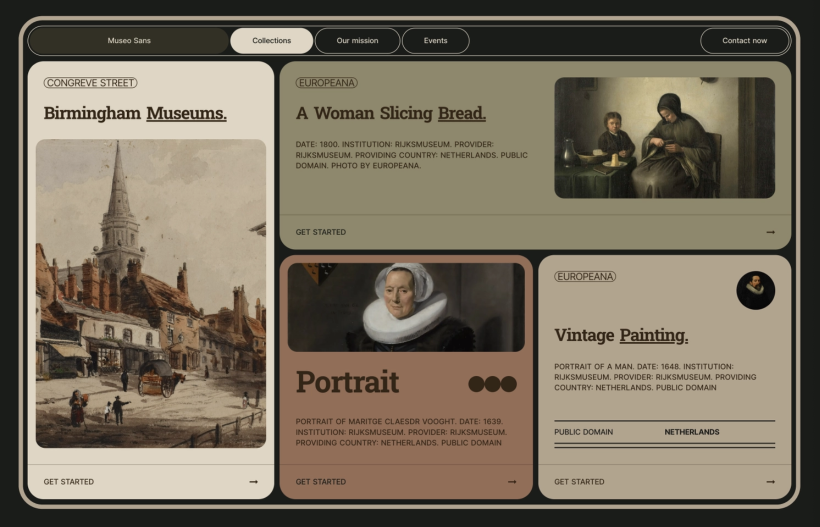 Museo Sans
Collections
Our mission
Events
Contact now
CONGREVE STREET
Birmingham Museums.
GET STARTED
EUROPEANA
A Woman Slicing Bread.
DATE: 1800. INSTITUTION: RIJKSMUSEUM. PROVIDER:
RIJKSMUSEUM. PROVIDING COUNTRY: NETHERLANDS. PUBLIC
DOMAIN. PHOTO BY EUROPEANA.
GET STARTED
Portrait
PORTRAIT OF MARITGE CLAESDR VOOGHT. DATE: 1639.
INSTITUTION: RIJKSMUSEUM. PROVIDER: RIJKSMUSEUM.
PROVIDING COUNTRY: NETHERLANDS. PUBLIC DOMAIN
GET STARTED
EUROPEANA
Vintage Painting.
PORTRAIT OF A MAN. DATE: 1648. INSTITUTION:
RIJKSMUSEUM. PROVIDER: RIJKSMUSEUM. PROVIDING
COUNTRY: NETHERLANDS. PUBLIC DOMAIN
PUBLIC DOMAIN NETHERLANDS
GET STARTED